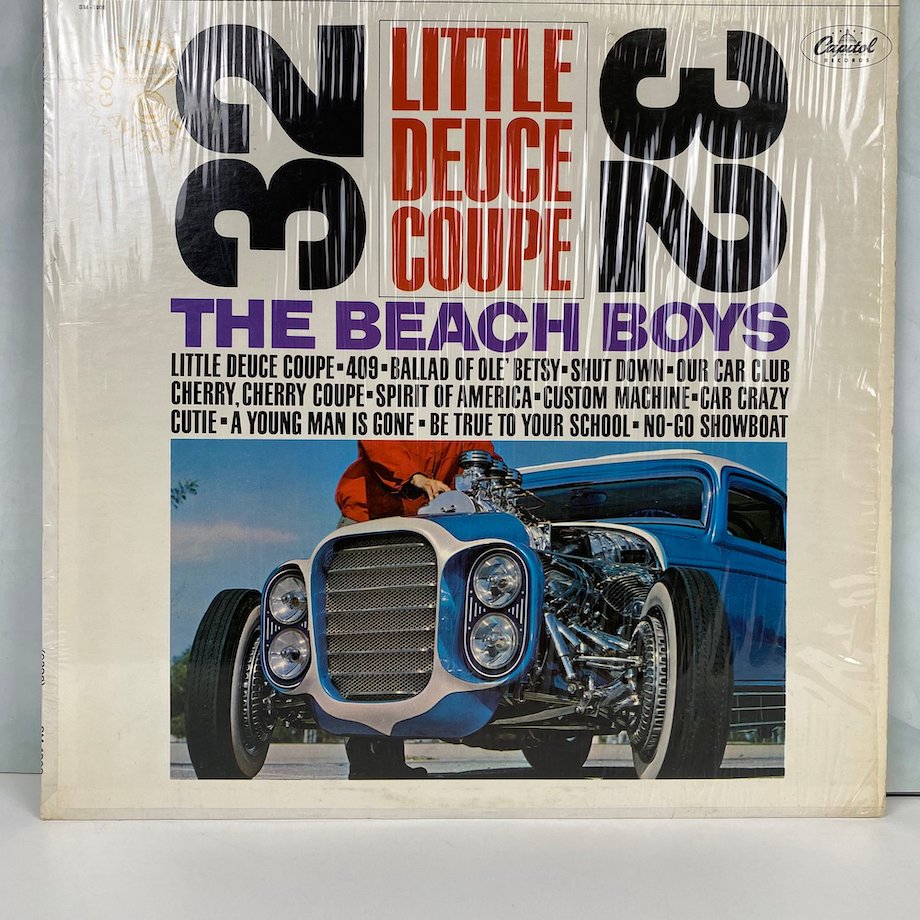 32
LITTLE
DEUCE
COUPE
32
Capitol
RECORDS
THE BEACH BOYS
LITTLE DEUCE COUPE▪409▪BALLAD OF OLE' BETSY▪SHUT DOWN▪OUR CAR CLUB
CHERRY, CHERRY COUPE▪SPIRIT OF AMERICA▪CUSTOM MACHINE▪CAR CRAZY
CUTIE▪A YOUNG MAN IS GONE▪BE TRUE TO YOUR SCHOOL▪NO-GO SHOWBOAT